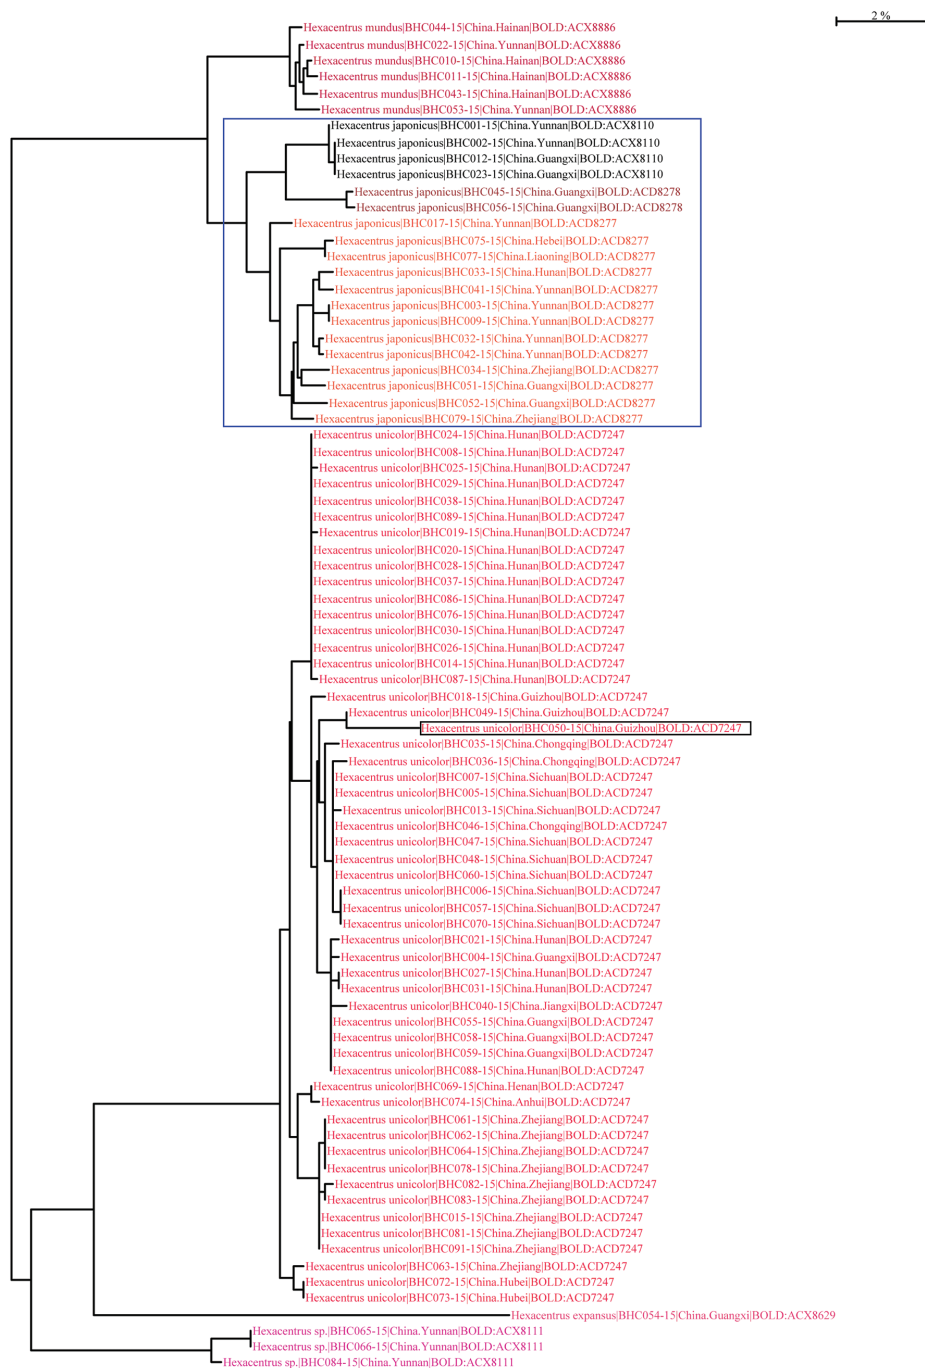 2 %
Hexacentrus mundus|BHC044-15|China.Hainan|BOLD:ACX8886
Hexacentrus mundus|BHC022-15|China.Yunnan|BOLD:ACX8886
Hexacentrus mundus|BHC010-15|China.Hainan|BOLD:ACX8886
Hexacentrus mundus|BHC011-15|China.Hainan|BOLD:ACX8886
Hexacentrus mundus|BHC043-15|China.Hainan|BOLD:ACX8886
Hexacentrus mundus|BHC053-15|China.Yunnan|BOLD:ACX8886
Hexacentrus japonicus|BHC001-15|China.Yunnan|BOLD:ACX8110
Hexacentrus japonicus|BHC002-15|China.Yunnan|BOLD:ACX8110
Hexacentrus japonicus|BHC012-15|China.Guangxi|BOLD:ACX8110
Hexacentrus japonicus|BHC023-15|China.Guangxi|BOLD:ACX8110
Hexacentrus japonicus|BHC045-15|China.Guangxi|BOLD:ACD8278
Hexacentrus japonicus|BHC056-15|China.Guangxi|BOLD:ACD8278
Hexacentrus japonicus|BHC017-15|China.Yunnan|BOLD:ACD8277
Hexacentrus japonicus|BHC075-15|China.Hebei|BOLD:ACD8277
Hexacentrus japonicus|BHC077-15|China.Liaoning|BOLD:ACD8277
Hexacentrus japonicus|BHC033-15|China.Hunan|BOLD:ACD8277
Hexacentrus japonicus|BHC041-15|China.Yunnan|BOLD:ACD8277
Hexacentrus japonicus|BHC003-15|China.Yunnan|BOLD:ACD8277
Hexacentrus japonicus|BHC009-15|China.Yunnan|BOLD:ACD8277
Hexacentrus japonicus|BHC032-15|China.Yunnan|BOLD:ACD8277
Hexacentrus japonicus|BHC042-15|China.Yunnan|BOLD:ACD8277
Hexacentrus japonicus|BHC034-15|China.Zhejiang|BOLD:ACD8277
Hexacentrus japonicus|BHC051-15|China.Guangxi|BOLD:ACD8277
Hexacentrus japonicus|BHC052-15|China.Guangxi|BOLD:ACD8277
Hexacentrus japonicus|BHC079-15|China.Zhejiang|BOLD:ACD8277
Hexacentrus unicolor|BHC024-15|China.Hunan|BOLD:ACD7247
Hexacentrus unicolor|BHC008-15|China.Hunan|BOLD:ACD7247
Hexacentrus unicolor|BHC025-15|China.Hunan|BOLD:ACD7247
Hexacentrus unicolor|BHC029-15|China.Hunan|BOLD:ACD7247
Hexacentrus unicolor|BHC038-15|China.Hunan|BOLD:ACD7247
Hexacentrus unicolor|BHC089-15|China.Hunan|BOLD:ACD7247
Hexacentrus unicolor|BHC019-15|China.Hunan|BOLD:ACD7247
Hexacentrus unicolor|BHC020-15|China.Hunan|BOLD:ACD7247
Hexacentrus unicolor|BHC028-15|China.Hunan|BOLD:ACD7247
Hexacentrus unicolor|BHC037-15|China.Hunan|BOLD:ACD7247
Hexacentrus unicolor|BHC086-15|China.Hunan|BOLD:ACD7247
Hexacentrus unicolor|BHC076-15|China.Hunan|BOLD:ACD7247
Hexacentrus unicolor|BHC030-15|China.Hunan|BOLD:ACD7247
Hexacentrus unicolor|BHC026-15|China.Hunan|BOLD:ACD7247
Hexacentrus unicolor|BHC014-15|China.Hunan|BOLD:ACD7247
Hexacentrus unicolor|BHC087-15|China.Hunan|BOLD:ACD7247
Hexacentrus unicolor|BHC018-15|China.Guizhou|BOLD:ACD7247
Hexacentrus unicolor|BHC049-15|China.Guizhou|BOLD:ACD7247
Hexacentrus unicolor|BHC050-15|China.Guizhou|BOLD:ACD7247
Hexacentrus unicolor|BHC035-15|China.Chongqing|BOLD:ACD7247
Hexacentrus unicolor|BHC036-15|China.Chongqing|BOLD:ACD7247
Hexacentrus unicolor|BHC007-15|China.Sichuan|BOLD:ACD7247
Hexacentrus unicolor|BHC005-15|China.Sichuan|BOLD:ACD7247
Hexacentrus unicolor|BHC013-15|China.Sichuan|BOLD:ACD7247
Hexacentrus unicolor|BHC046-15|China.Chongqing|BOLD:ACD7247
Hexacentrus unicolor|BHC047-15|China.Sichuan|BOLD:ACD7247
Hexacentrus unicolor|BHC048-15|China.Sichuan|BOLD:ACD7247
Hexacentrus unicolor|BHC060-15|China.Sichuan|BOLD:ACD7247
Hexacentrus unicolor|BHC006-15|China.Sichuan|BOLD:ACD7247
Hexacentrus unicolor|BHC057-15|China.Sichuan|BOLD:ACD7247
Hexacentrus unicolor|BHC070-15|China.Sichuan|BOLD:ACD7247
Hexacentrus unicolor|BHC021-15|China.Hunan|BOLD:ACD7247
Hexacentrus unicolor|BHC004-15|China.Guangxi|BOLD:ACD7247
Hexacentrus unicolor|BHC027-15|China.Hunan|BOLD:ACD7247
Hexacentrus unicolor|BHC031-15|China.Hunan|BOLD:ACD7247
Hexacentrus unicolor|BHC040-15|China.Jiangxi|BOLD:ACD7247
Hexacentrus unicolor|BHC055-15|China.Guangxi|BOLD:ACD7247
Hexacentrus unicolor|BHC058-15|China.Guangxi|BOLD:ACD7247
Hexacentrus unicolor|BHC059-15|China.Guangxi|BOLD:ACD7247
Hexacentrus unicolor|BHC088-15|China.Hunan|BOLD:ACD7247
Hexacentrus unicolor|BHC069-15|China.Henan|BOLD:ACD7247
Hexacentrus unicolor|BHC074-15|China.Anhui|BOLD:ACD7247
Hexacentrus unicolor|BHC061-15|China.Zhejiang|BOLD:ACD7247
Hexacentrus unicolor|BHC062-15|China.Zhejiang|BOLD:ACD7247
Hexacentrus unicolor|BHC064-15|China.Zhejiang|BOLD:ACD7247
Hexacentrus unicolor|BHC078-15|China.Zhejiang|BOLD:ACD7247
Hexacentrus unicolor|BHC082-15|China.Zhejiang|BOLD:ACD7247
Hexacentrus unicolor|BHC083-15|China.Zhejiang|BOLD:ACD7247
Hexacentrus unicolor|BHC015-15|China.Zhejiang|BOLD:ACD7247
Hexacentrus unicolor|BHC081-15|China.Zhejiang|BOLD:ACD7247
Hexacentrus unicolor|BHC091-15|China.Zhejiang|BOLD:ACD7247
Hexacentrus unicolor|BHC063-15|China.Zhejiang|BOLD:ACD7247
Hexacentrus unicolor|BHC072-15|China.Hubei|BOLD:ACD7247
Hexacentrus unicolor|BHC073-15|China.Hubei|BOLD:ACD7247
Hexacentrus expansus|BHC054-15|China.Guangxi|BOLD:ACX8629
Hexacentrus sp.|BHC065-15|China.Yunnan|BOLD:ACX8111
Hexacentrus sp.|BHC066-15|China.Yunnan|BOLD:ACX8111
Hexacentrus sp.|BHC084-15|China.Yunnan|BOLD:ACX8111